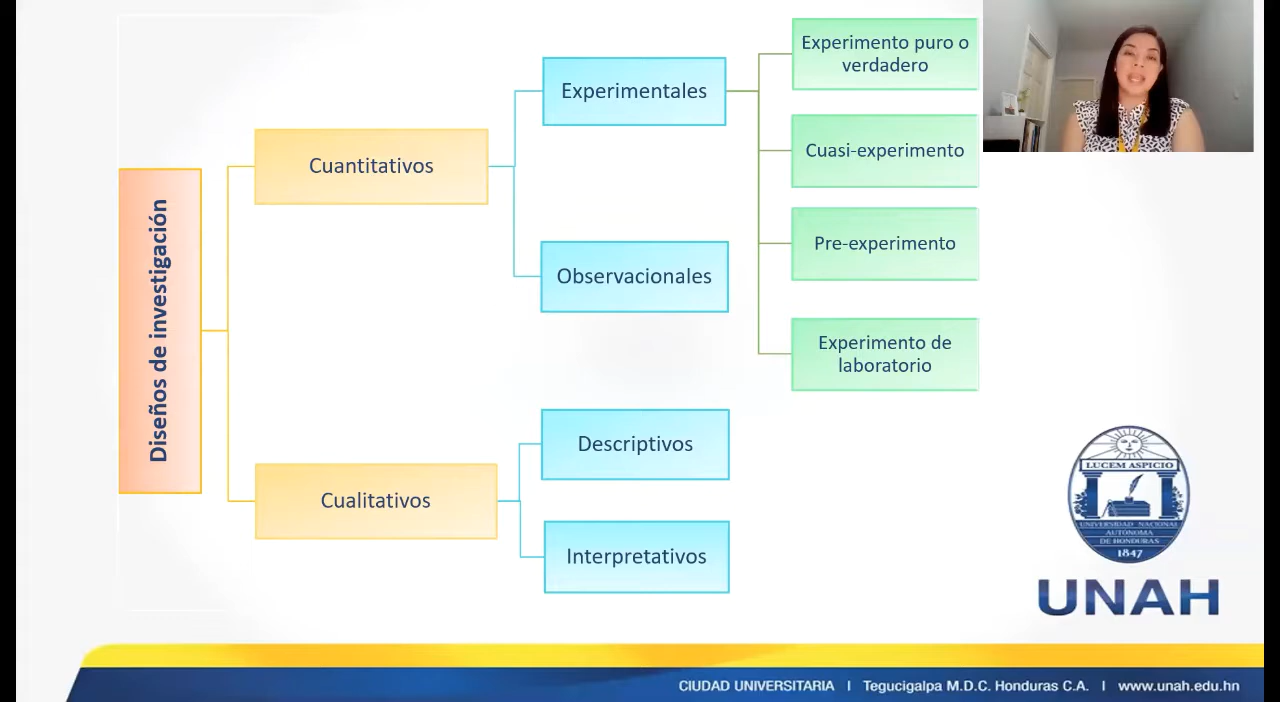 Diseños de investigación
Cuantitativos
Experimentales
Experimento puro o
verdadero
Cuasi-experimento
Pre-experimento
Experimento de
laboratorio
Observacionales
Cualitativos
Descriptivos
Interpretativos
LUCEM ASPICIO
UNIVERSIDAD NACIONAL
AUTÓNOMA
DE HONDURAS
1847
UNAH
CIUDAD UNIVERSITARIA I Tegucigalpa M.D.C. Honduras C.A. I www.unah.edu.hn